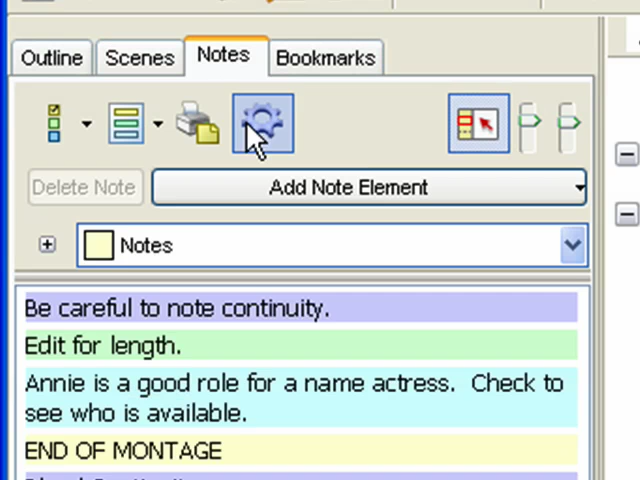 Outline Scenes Notes Bookmarks
Delete Note Add Note Element
Notes
Be careful to note continuity.
Edit for length.
Annie is a good role for a name actress.  Check to
see who is available.
END OF MONTAGE